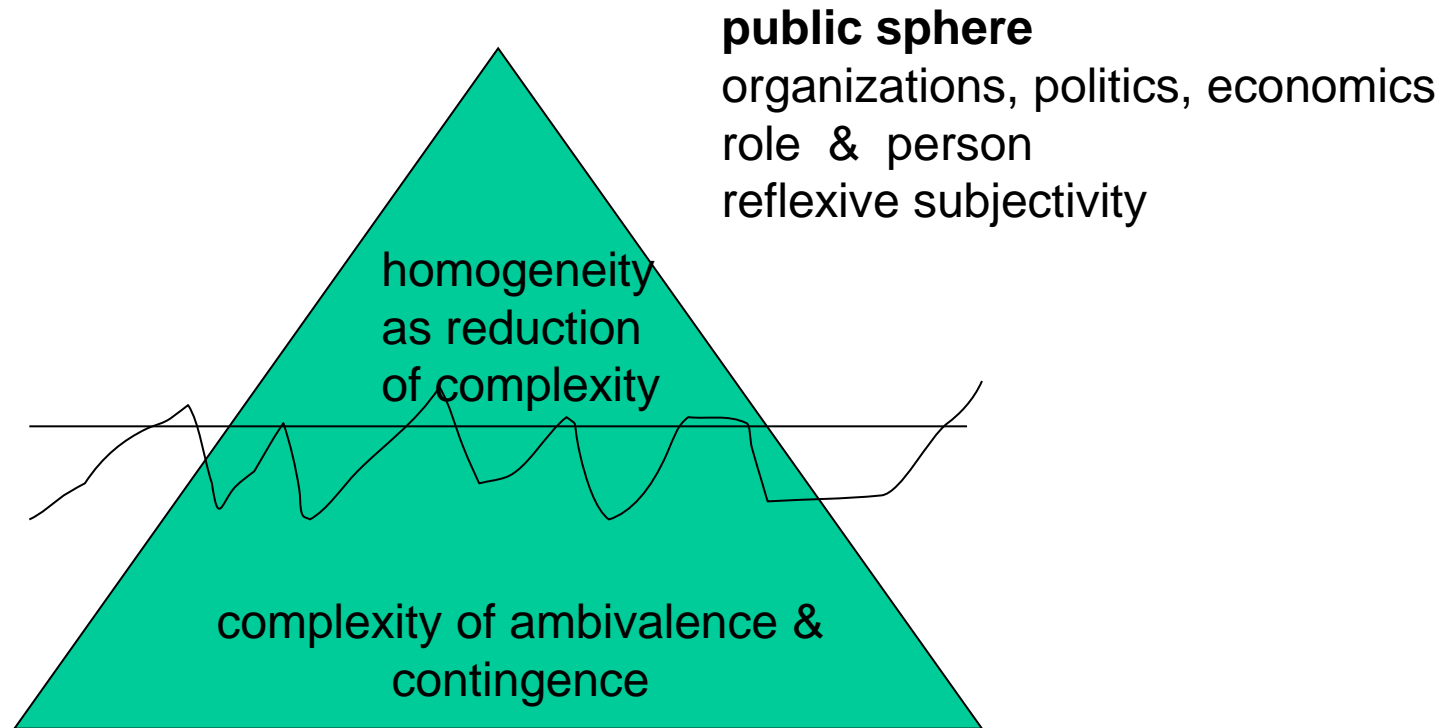 public sphere
organizations, politics, economics
role & person
reflexive subjectivity
homogeneity
as reduction
of complexity
complexity of ambivalence &
contingence